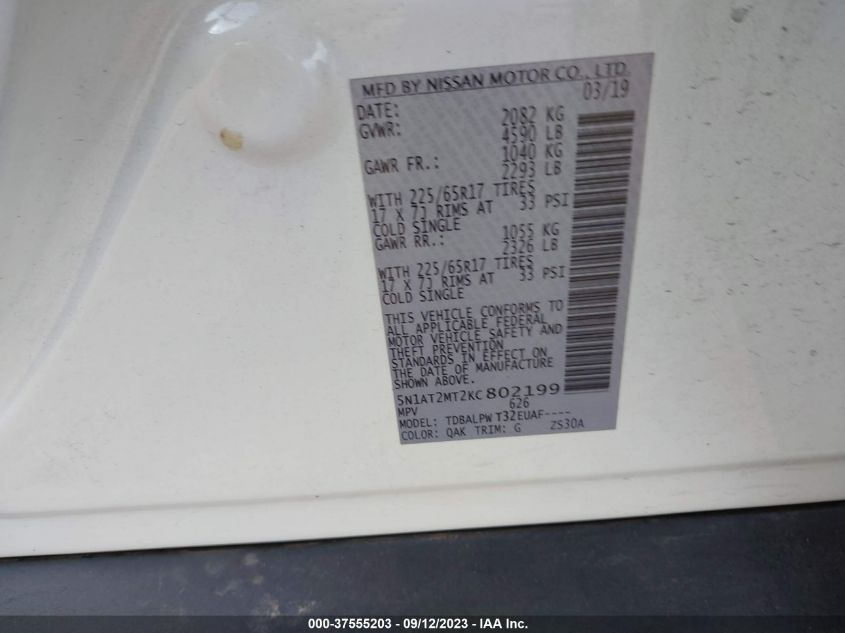 MFD BY NISSAN MOTOR CO., LTD.
DATE: 03/19
GVWR: 2082 KG
4590 LB
GAWR FR.: 1040 KG
2293 LB
WITH 225/65R17 TIRES
17 X 7J RIMS AT 33 PSI
COLD SINGLE
GAWR RR.: 1055 KG
2326 LB
WITH 225/65R17 TIRES
17 X 7J RIMS AT 33 PSI
COLD SINGLE
THIS VEHICLE CONFORMS TO
ALL APPLICABLE FEDERAL
MOTOR VEHICLE SAFETY AND
THEFT PREVENTION
STANDARDS IN EFFECT ON
THE DATE OF MANUFACTURE
SHOWN ABOVE.
5N1AT2MT2KC802199
MPV 626
MODEL: TDBALPW T32EUAF----
COLOR: QAK TRIM: G ZS30A
000-37555203 - 09/12/2023 - IAA Inc.